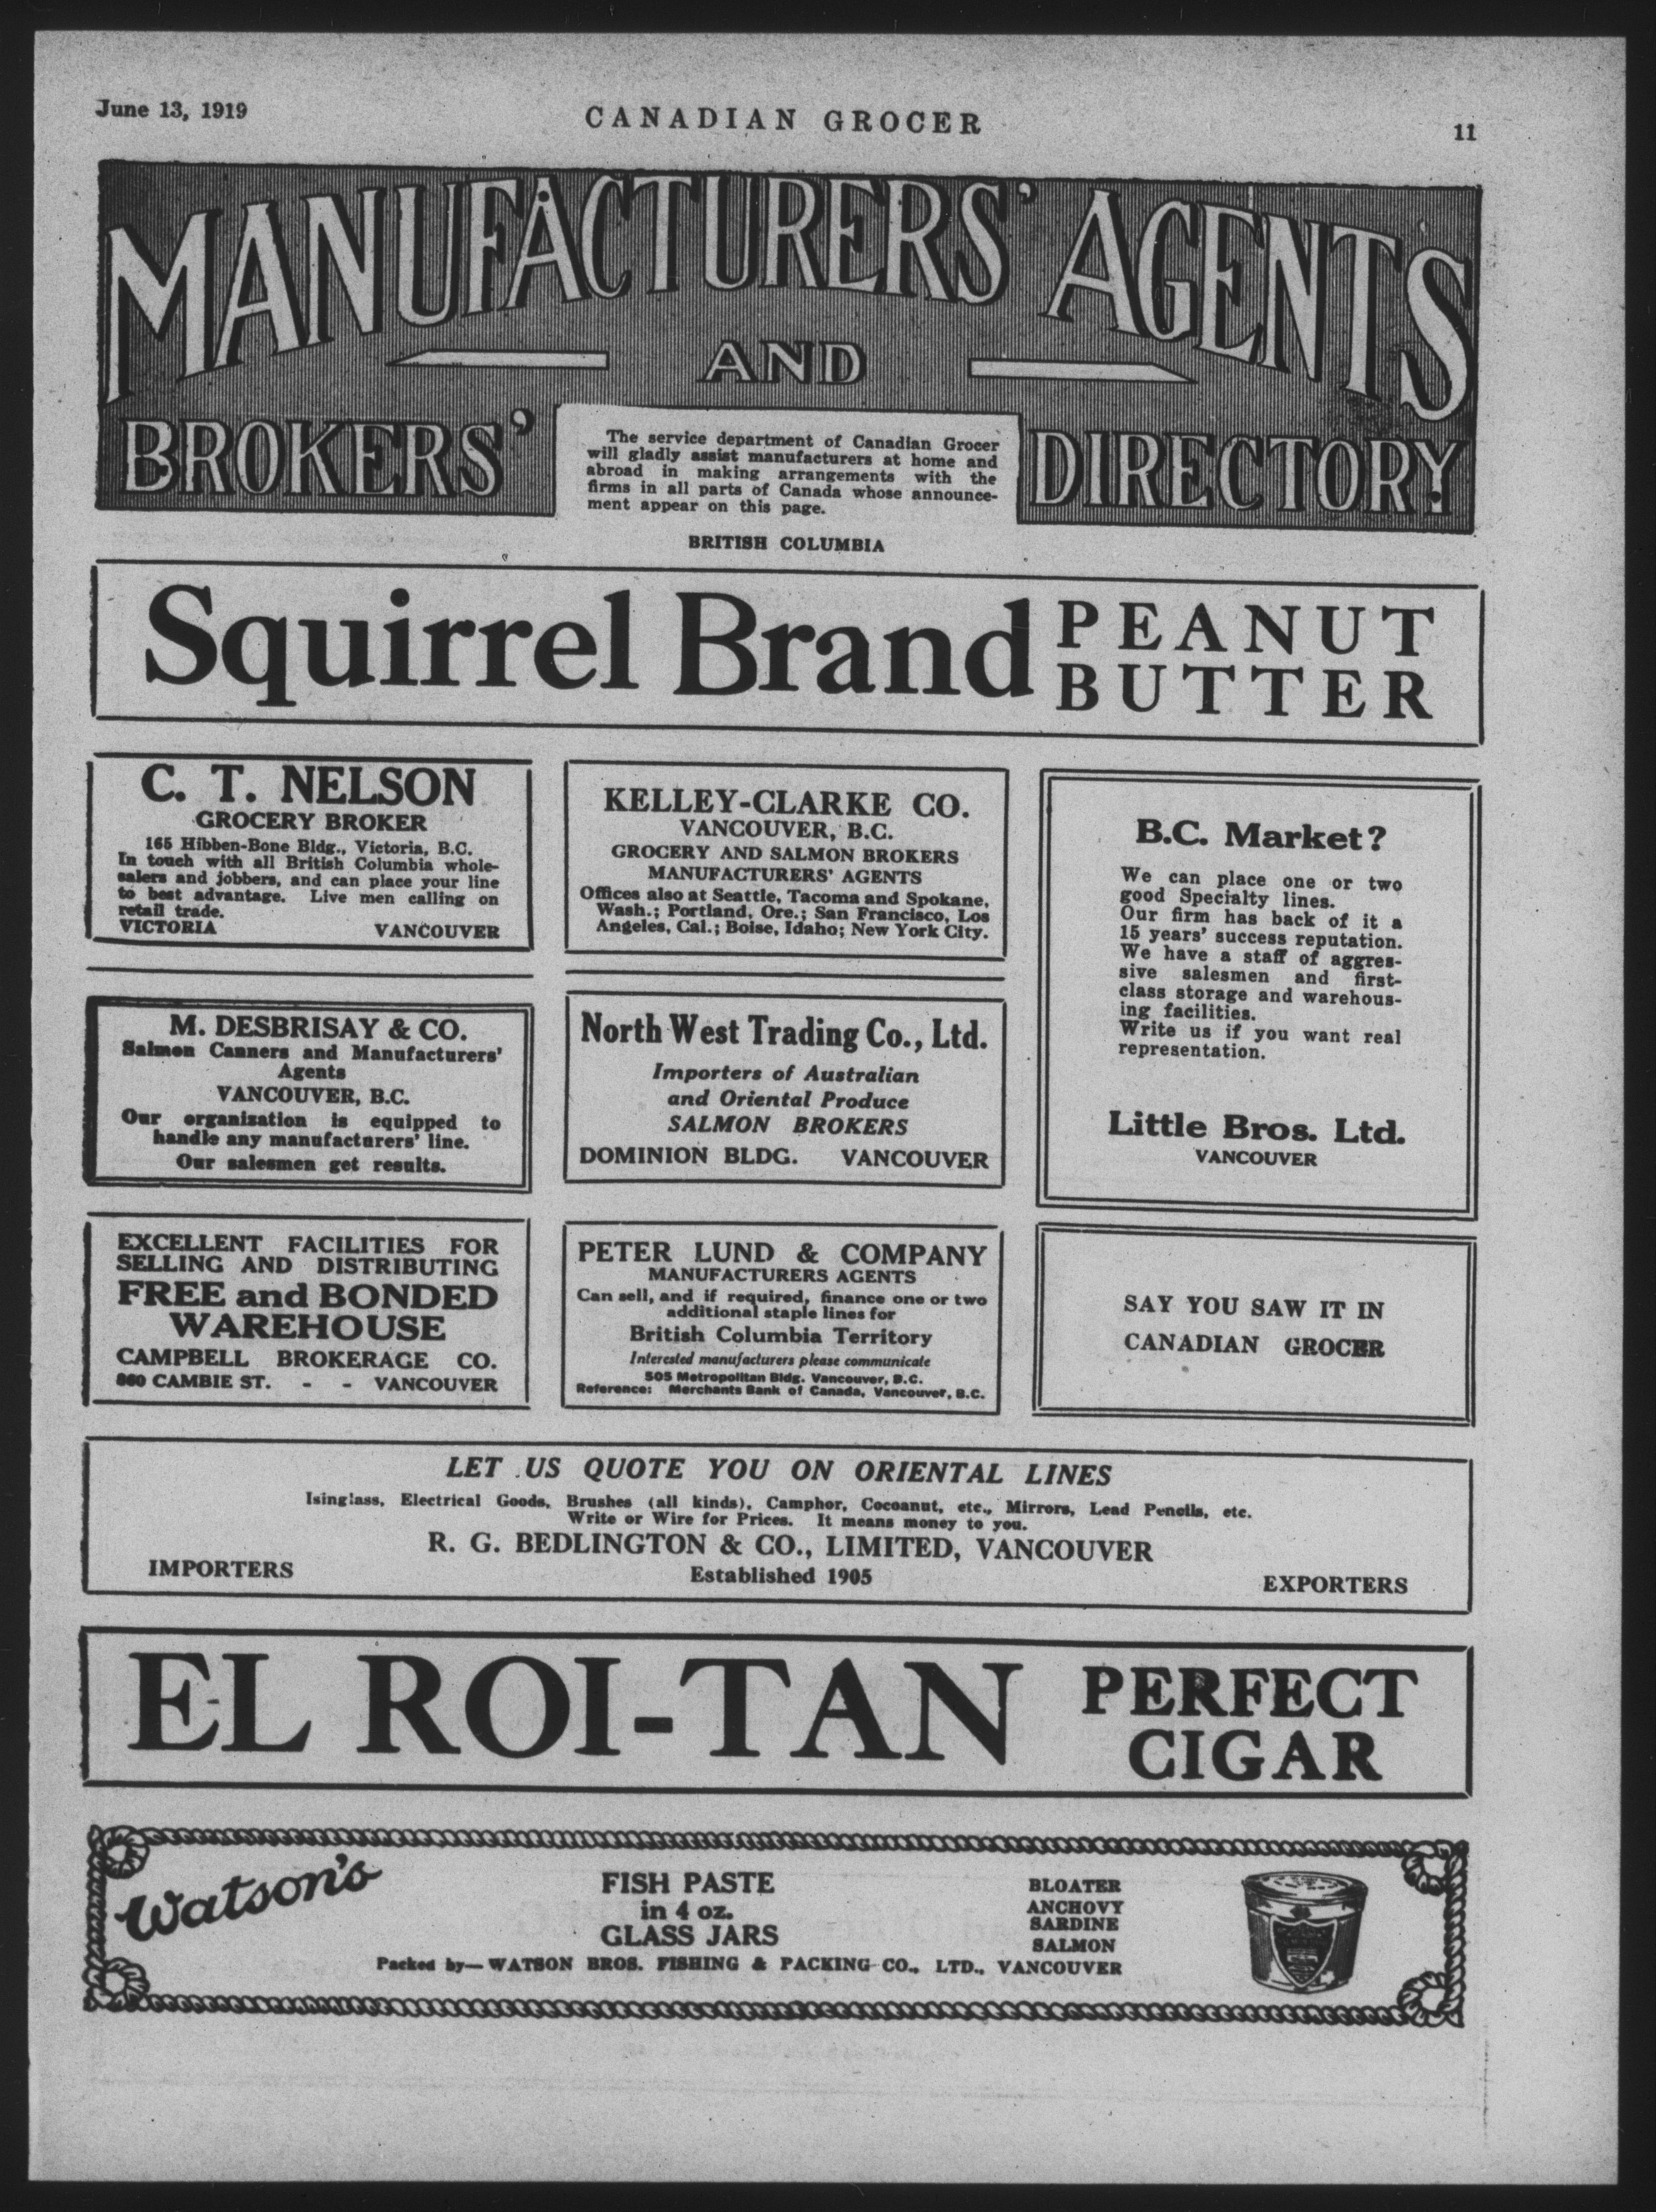 June 13, 1919
CANADIAN GROCER
11
MANUFACTURERS' AGENTS
AND
BROKERS'
DIRECTORY
The service department of Canadian Grocer
will gladly assist manufacturers at home and
abroad in making arrangements with the
firms in all parts of Canada whose announce-
ment appear on this page.
BRITISH COLUMBIA
Squirrel Brand
PEANUT
BUTTER
C. T. NELSON
GROCERY BROKER
165 Hibben-Bone Bldg., Victoria, B.C.
In touch with all British Columbia whole-
salers and jobbers, and can place your line
to best advantage. Live men calling on
retail trade.
VICTORIA VANCOUVER
KELLEY-CLARKE CO.
VANCOUVER, B.C.
GROCERY AND SALMON BROKERS
MANUFACTURERS' AGENTS
Offices also at Seattle, Tacoma and Spokane,
Wash.; Portland, Ore.; San Francisco, Los
Angeles, Cal.; Boise, Idaho; New York City.
B.C. Market?
We can place one or two
good Specialty lines.
Our firm has back of it a
15 years' success reputation.
We have a staff of aggres-
sive salesmen and first-
class storage and warehous-
ing facilities.
Write us if you want real
representation.
Little Bros. Ltd.
VANCOUVER
M. DESBRISAY & CO.
Salmon Canners and Manufacturers'
Agents
VANCOUVER, B.C.
Our organization is equipped to
handle any manufacturers' line.
Our salesmen get results.
North West Trading Co., Ltd.
Importers of Australian
and Oriental Produce
SALMON BROKERS
DOMINION BLDG. VANCOUVER
EXCELLENT FACILITIES FOR
SELLING AND DISTRIBUTING
FREE and BONDED
WAREHOUSE
CAMPBELL BROKERAGE CO.
860 CAMBIE ST. - - VANCOUVER
PETER LUND & COMPANY
MANUFACTURERS AGENTS
Can sell, and if required, finance one or two
additional staple lines for
British Columbia Territory
Interested manufacturers please communicate
505 Metropolitan Bldg. Vancouver, B.C.
Reference: Merchants Bank of Canada, Vancouver, B.C.
SAY YOU SAW IT IN
CANADIAN GROCER
LET US QUOTE YOU ON ORIENTAL LINES
Isinglass, Electrical Goods, Brushes (all kinds), Camphor, Cocoanut, etc., Mirrors, Lead Pencils, etc.
Write or Wire for Prices. It means money to you.
R. G. BEDLINGTON & CO., LIMITED, VANCOUVER
IMPORTERS Established 1905 EXPORTERS
EL ROI-TAN
PERFECT
CIGAR
Watson's
FISH PASTE
in 4 oz.
GLASS JARS
BLOATER
ANCHOVY
SARDINE
SALMON
Packed by—WATSON BROS. FISHING & PACKING CO., LTD., VANCOUVER